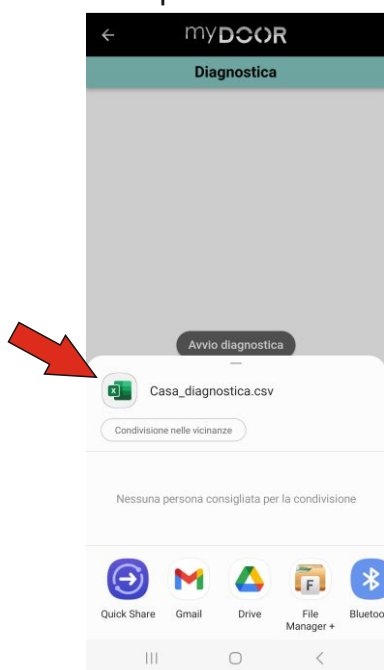 myDOOR
Diagnostica
Avvio diagnostica
Casa_diagnostica.csv
Condivisione nelle vicinanze
Nessuna persona consigliata per la condivisione
Quick Share Gmail Drive File Bluetoo
Manager +